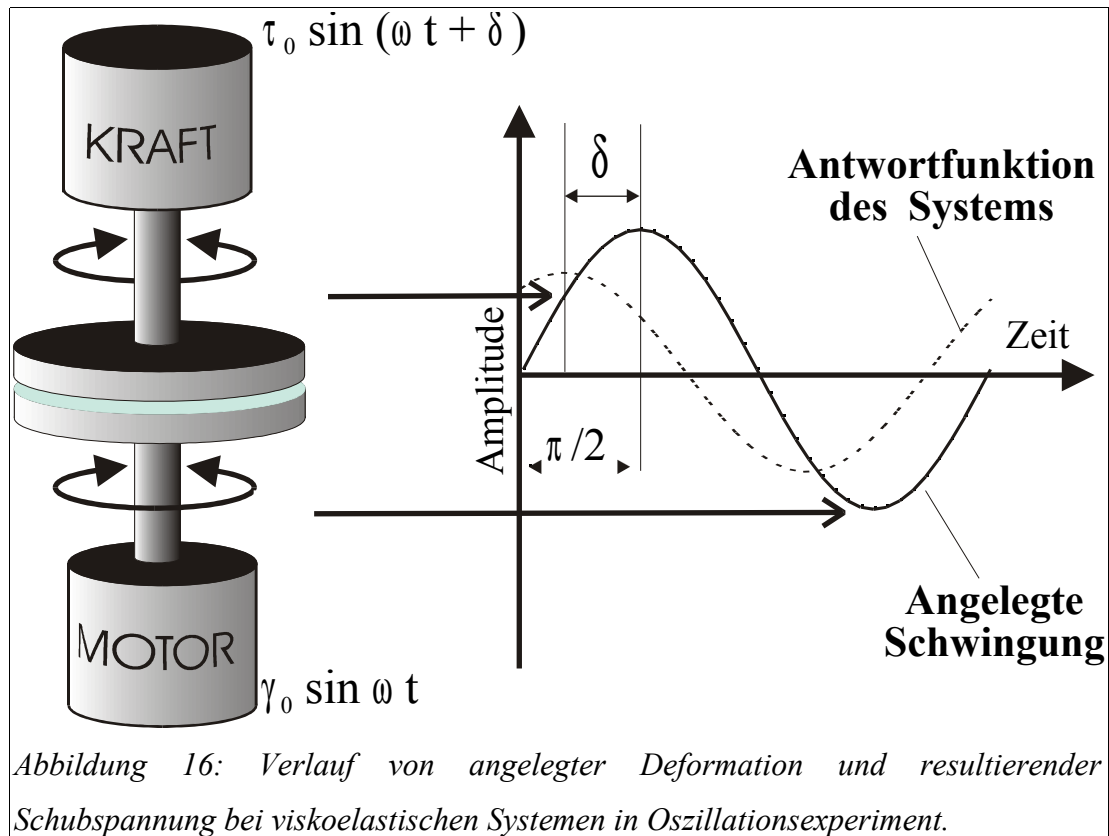 τ₀ sin (ω t + δ)
KRAFT
δ
Antwortfunktion
des Systems
Amplitude
Zeit
π/2
Angelegte
Schwingung
MOTOR
γ₀ sin ω t
Abbildung 16: Verlauf von angelegter Deformation und resultierender
Schubspannung bei viskoelastischen Systemen in Oszillationsexperiment.